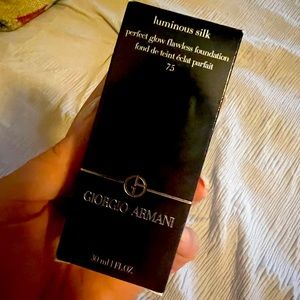 luminous silk
perfect glow flawless foundation
fond de teint éclat parfait
7.5
GIORGIO ARMANI
30 ml 1 FL.OZ.